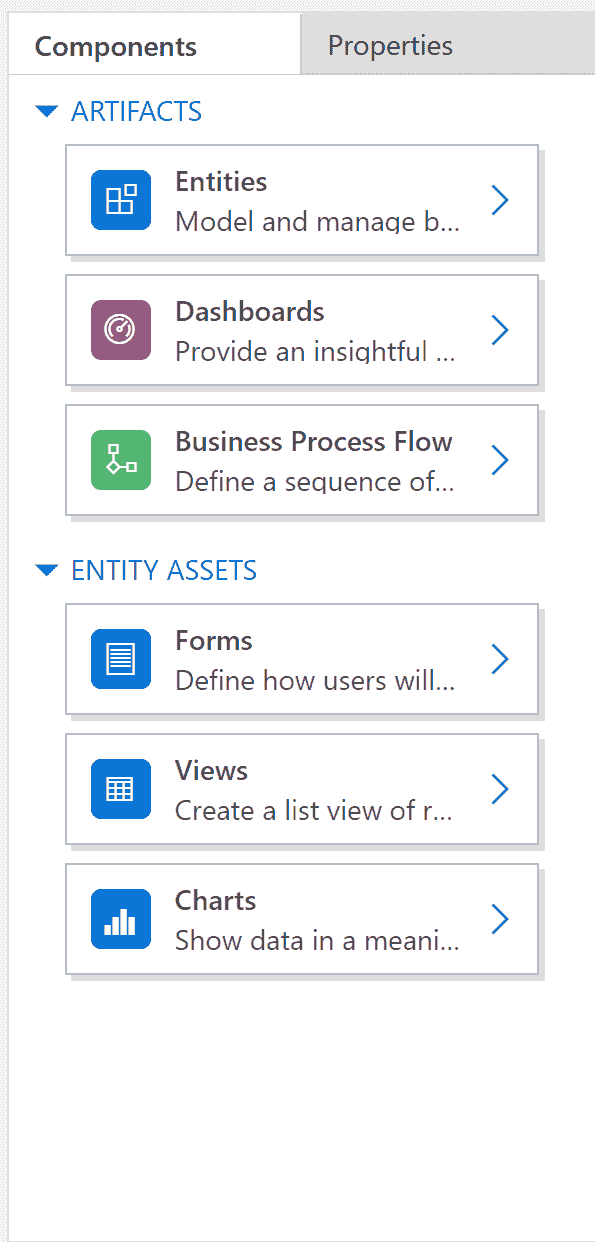 Components
Properties
ARTIFACTS
Entities
Model and manage b...
Dashboards
Provide an insightful ...
Business Process Flow
Define a sequence of...
ENTITY ASSETS
Forms
Define how users will...
Views
Create a list view of r...
Charts
Show data in a meani...